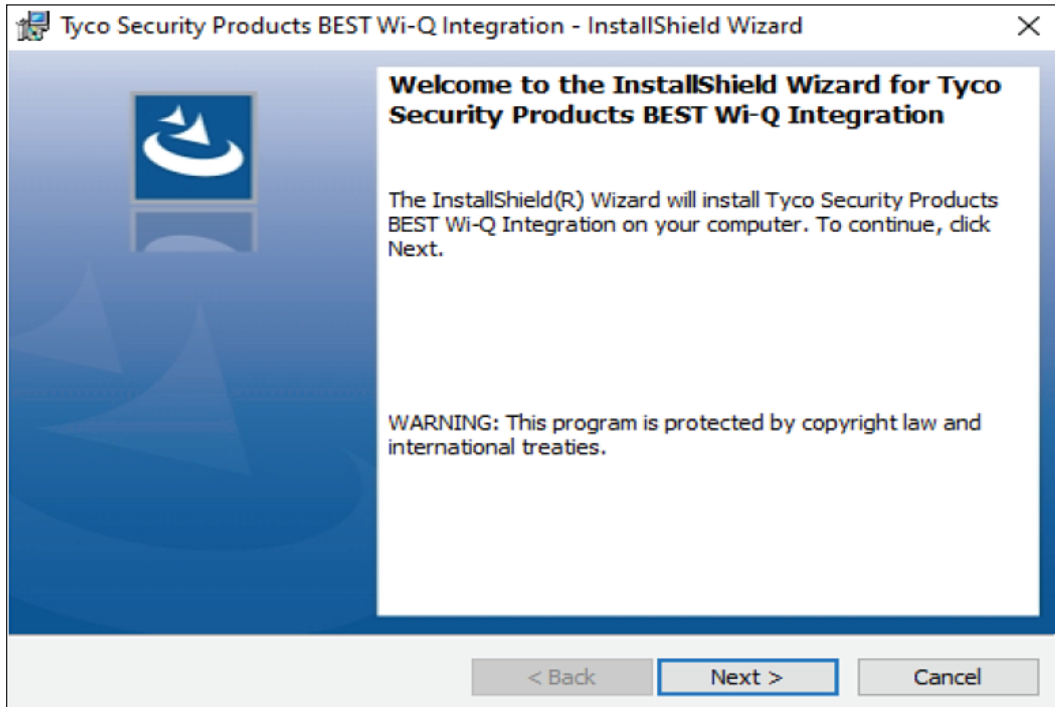 Tyco Security Products BEST Wi-Q Integration - InstallShield Wizard
Welcome to the InstallShield Wizard for Tyco
Security Products BEST Wi-Q Integration
The InstallShield(R) Wizard will install Tyco Security Products
BEST Wi-Q Integration on your computer. To continue, click
Next.
WARNING: This program is protected by copyright law and
international treaties.
< Back
Next >
Cancel